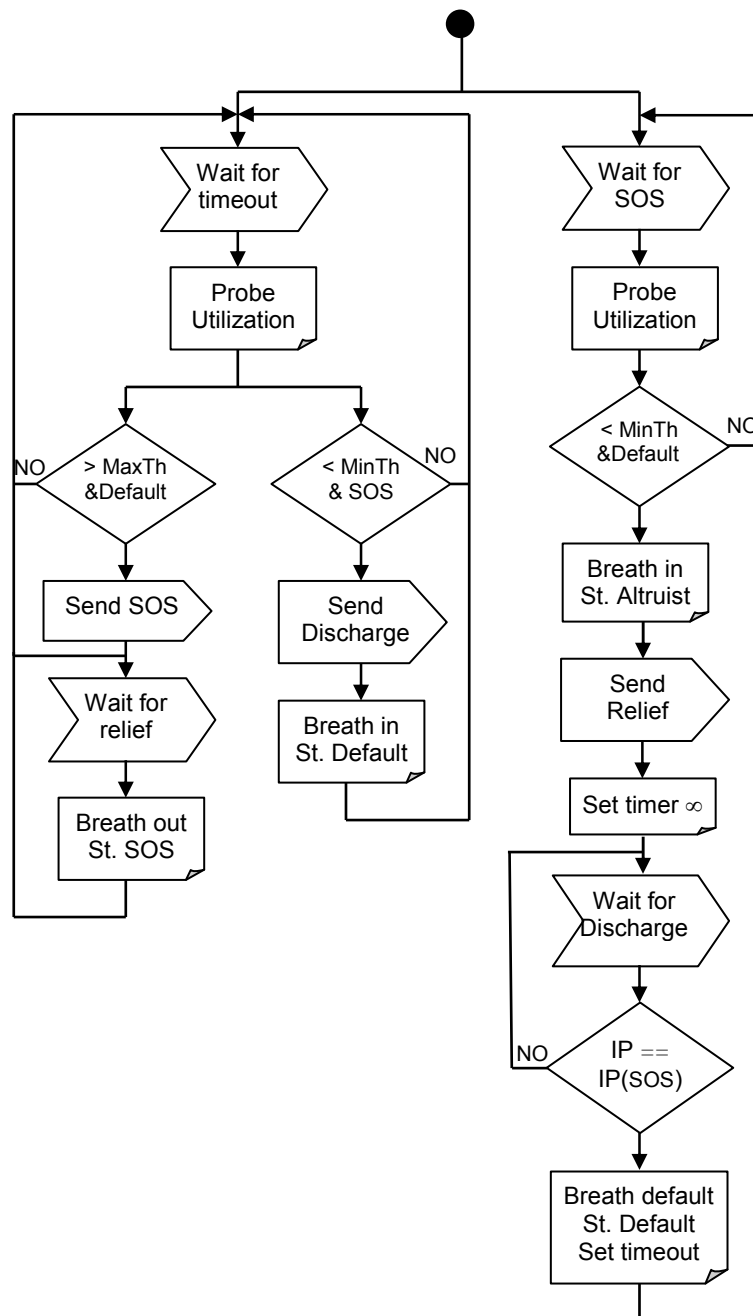 Wait for
timeout
Probe
Utilization
NO
> MaxTh
&Default
Send SOS
Wait for
relief
Breath out
St. SOS
< MinTh
& SOS
NO
Send
Discharge
Breath in
St. Default
Wait for
SOS
Probe
Utilization
< MinTh
&Default
NO
Breath in
St. Altruist
Send
Relief
Set timer ∞
Wait for
Discharge
NO
IP ==
IP(SOS)
Breath default
St. Default
Set timeout